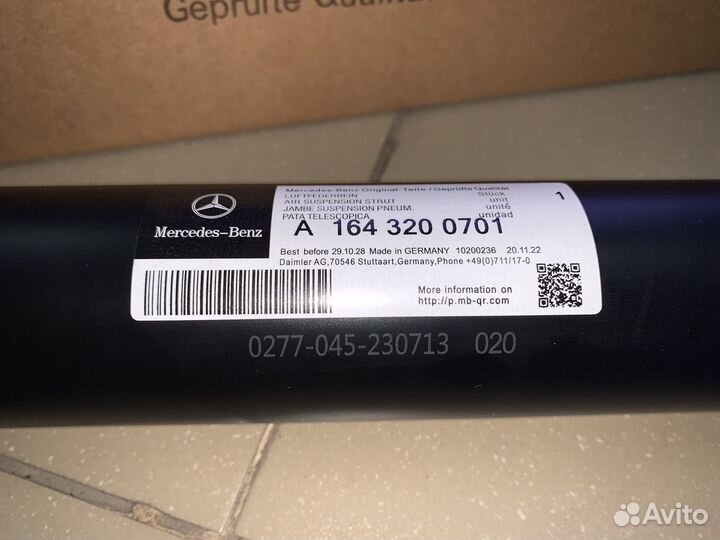 Geprüfte Qualität
Mercedes-Benz
Mercedes-Benz Original-Teile / Geprüfte Qualität
LUFTFEDERBEIN Stück
AIR SUSPENSION STRUT unit
JAMBE SUSPENSION PNEUM. unité
PATA TELESCOPICA unidad
1
A 164 320 0701
Best before 29.10.28 Made in GERMANY 10200236 20.11.22
Daimler AG,70546 Stuttaart,Germany,Phone +49(0)711/17-0
More information on
http://p.mb-qr.com
0277-045-230713 020
Avito